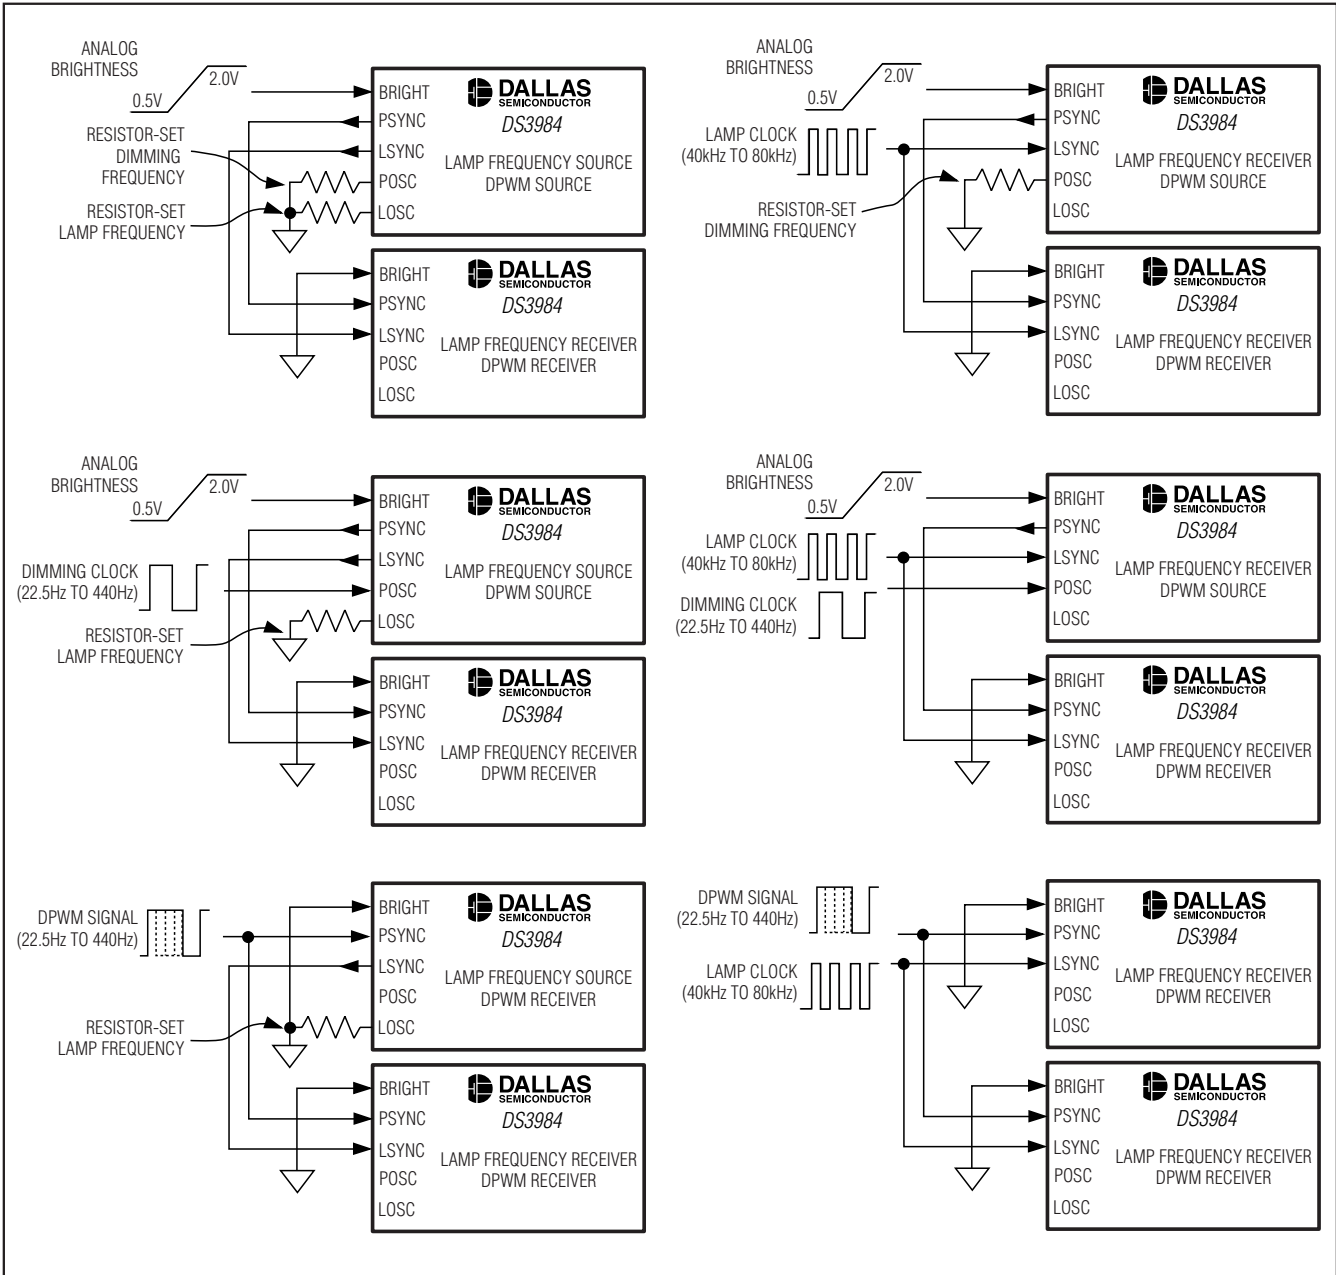 ANALOG
BRIGHTNESS
0.5V
2.0V
RESISTOR-SET
DIMMING
FREQUENCY
RESISTOR-SET
LAMP FREQUENCY
BRIGHT
PSYNC
LSYNC
POSC
LOSC
DALLAS
SEMICONDUCTOR
DS3984
LAMP FREQUENCY SOURCE
DPWM SOURCE
BRIGHT
PSYNC
LSYNC
POSC
LOSC
DALLAS
SEMICONDUCTOR
DS3984
LAMP FREQUENCY RECEIVER
DPWM RECEIVER
ANALOG
BRIGHTNESS
0.5V
2.0V
LAMP CLOCK
(40kHz TO 80kHz)
RESISTOR-SET
DIMMING FREQUENCY
BRIGHT
PSYNC
LSYNC
POSC
LOSC
DALLAS
SEMICONDUCTOR
DS3984
LAMP FREQUENCY RECEIVER
DPWM SOURCE
BRIGHT
PSYNC
LSYNC
POSC
LOSC
DALLAS
SEMICONDUCTOR
DS3984
LAMP FREQUENCY RECEIVER
DPWM RECEIVER
ANALOG
BRIGHTNESS
0.5V
2.0V
DIMMING CLOCK
(22.5Hz TO 440Hz)
RESISTOR-SET
LAMP FREQUENCY
BRIGHT
PSYNC
LSYNC
POSC
LOSC
DALLAS
SEMICONDUCTOR
DS3984
LAMP FREQUENCY SOURCE
DPWM SOURCE
BRIGHT
PSYNC
LSYNC
POSC
LOSC
DALLAS
SEMICONDUCTOR
DS3984
LAMP FREQUENCY RECEIVER
DPWM RECEIVER
ANALOG
BRIGHTNESS
0.5V
2.0V
LAMP CLOCK
(40kHz TO 80kHz)
DIMMING CLOCK
(22.5Hz TO 440Hz)
BRIGHT
PSYNC
LSYNC
POSC
LOSC
DALLAS
SEMICONDUCTOR
DS3984
LAMP FREQUENCY RECEIVER
DPWM SOURCE
BRIGHT
PSYNC
LSYNC
POSC
LOSC
DALLAS
SEMICONDUCTOR
DS3984
LAMP FREQUENCY RECEIVER
DPWM RECEIVER
DPWM SIGNAL
(22.5Hz TO 440Hz)
RESISTOR-SET
LAMP FREQUENCY
BRIGHT
PSYNC
LSYNC
POSC
LOSC
DALLAS
SEMICONDUCTOR
DS3984
LAMP FREQUENCY SOURCE
DPWM RECEIVER
BRIGHT
PSYNC
LSYNC
POSC
LOSC
DALLAS
SEMICONDUCTOR
DS3984
LAMP FREQUENCY RECEIVER
DPWM RECEIVER
DPWM SIGNAL
(22.5Hz TO 440Hz)
LAMP CLOCK
(40kHz TO 80kHz)
BRIGHT
PSYNC
LSYNC
POSC
LOSC
DALLAS
SEMICONDUCTOR
DS3984
LAMP FREQUENCY RECEIVER
DPWM RECEIVER
BRIGHT
PSYNC
LSYNC
POSC
LOSC
DALLAS
SEMICONDUCTOR
DS3984
LAMP FREQUENCY RECEIVER
DPWM RECEIVER